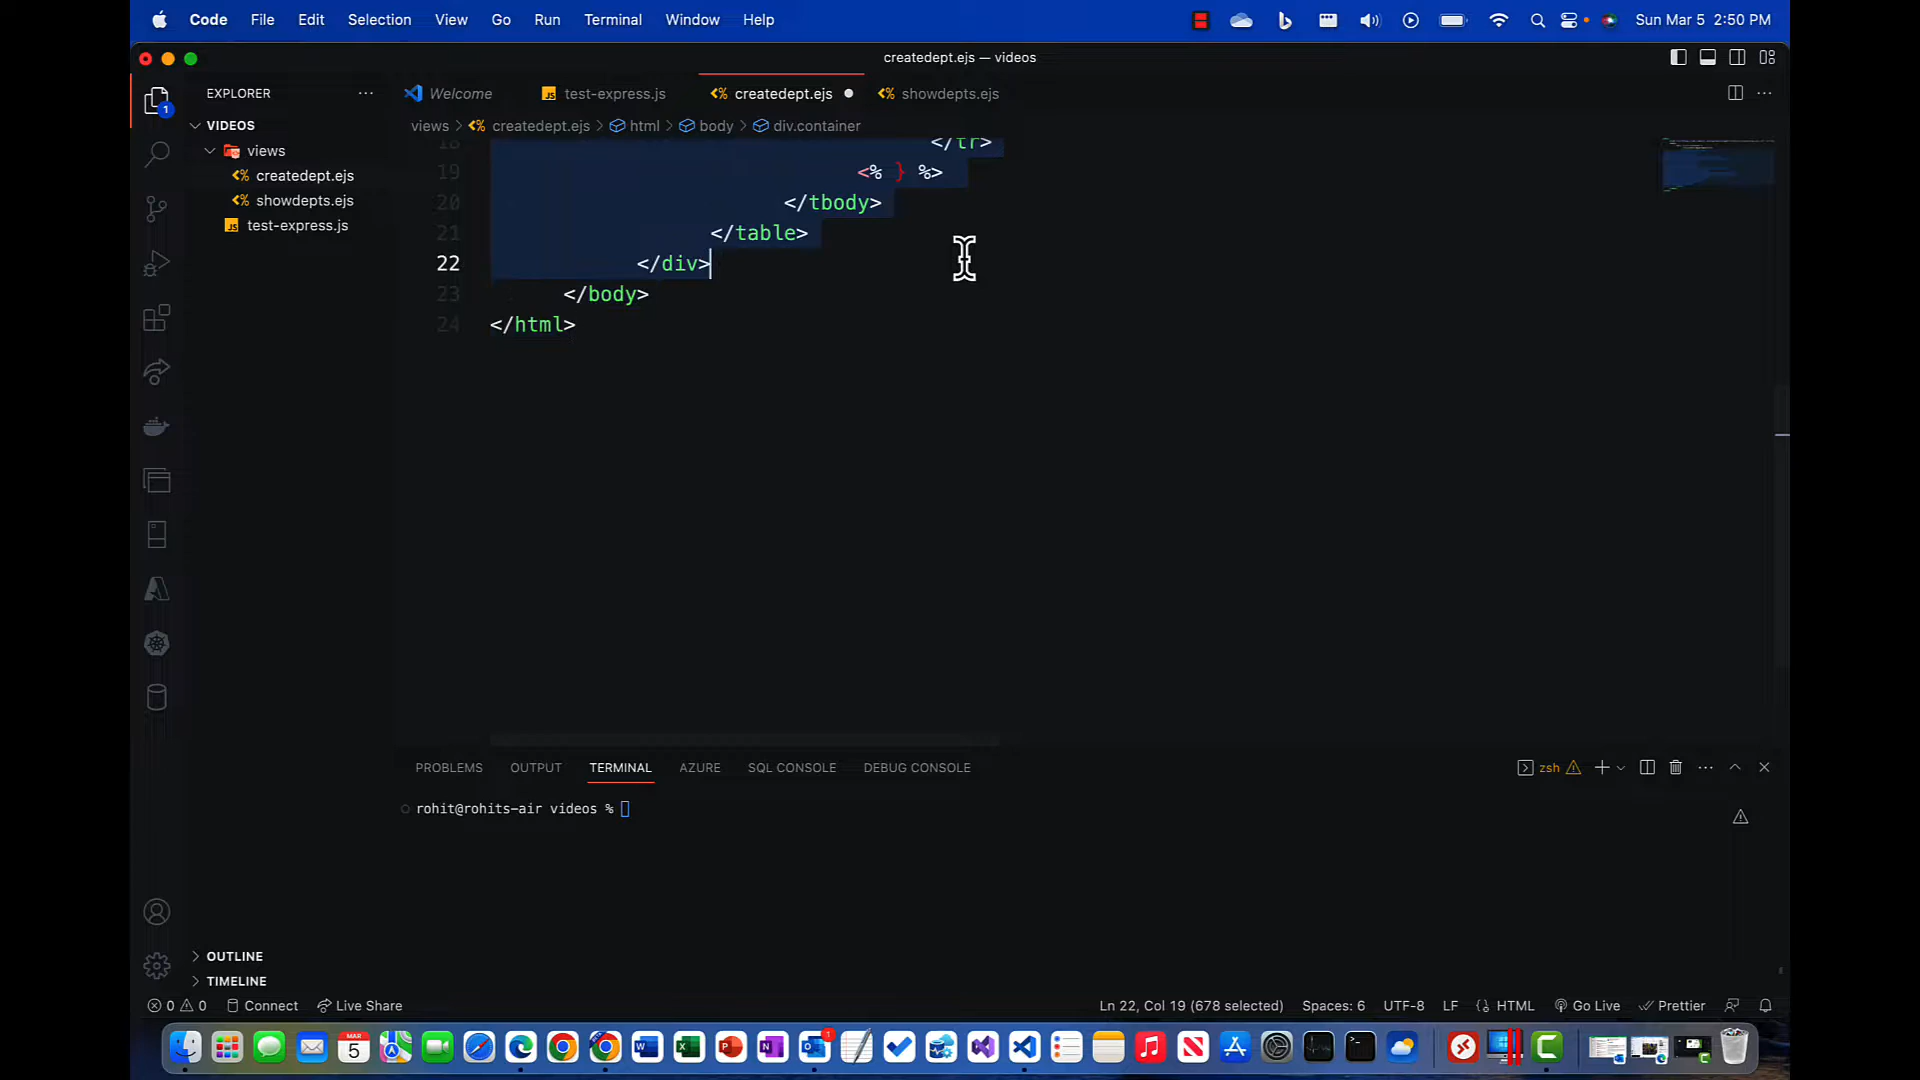 Code File Edit Selection View Go Run Terminal Window Help Sun Mar 5 2:50 PM
createdept.ejs — videos
EXPLORER
Welcome test-express.js createdept.ejs showdepts.ejs
VIDEOS
views > createdept.ejs > html > body > div.container
views
createdept.ejs
showdepts.ejs
test-express.js
18 </tr>
19 <% } %>
20 </tbody>
21 </table>
22 </div>
23 </body>
24 </html>
PROBLEMS OUTPUT TERMINAL AZURE SQL CONSOLE DEBUG CONSOLE zsh
rohit@rohits-air videos %
OUTLINE
TIMELINE
0 0 Connect Live Share Ln 22, Col 19 (678 selected) Spaces: 6 UTF-8 LF HTML Go Live Prettier